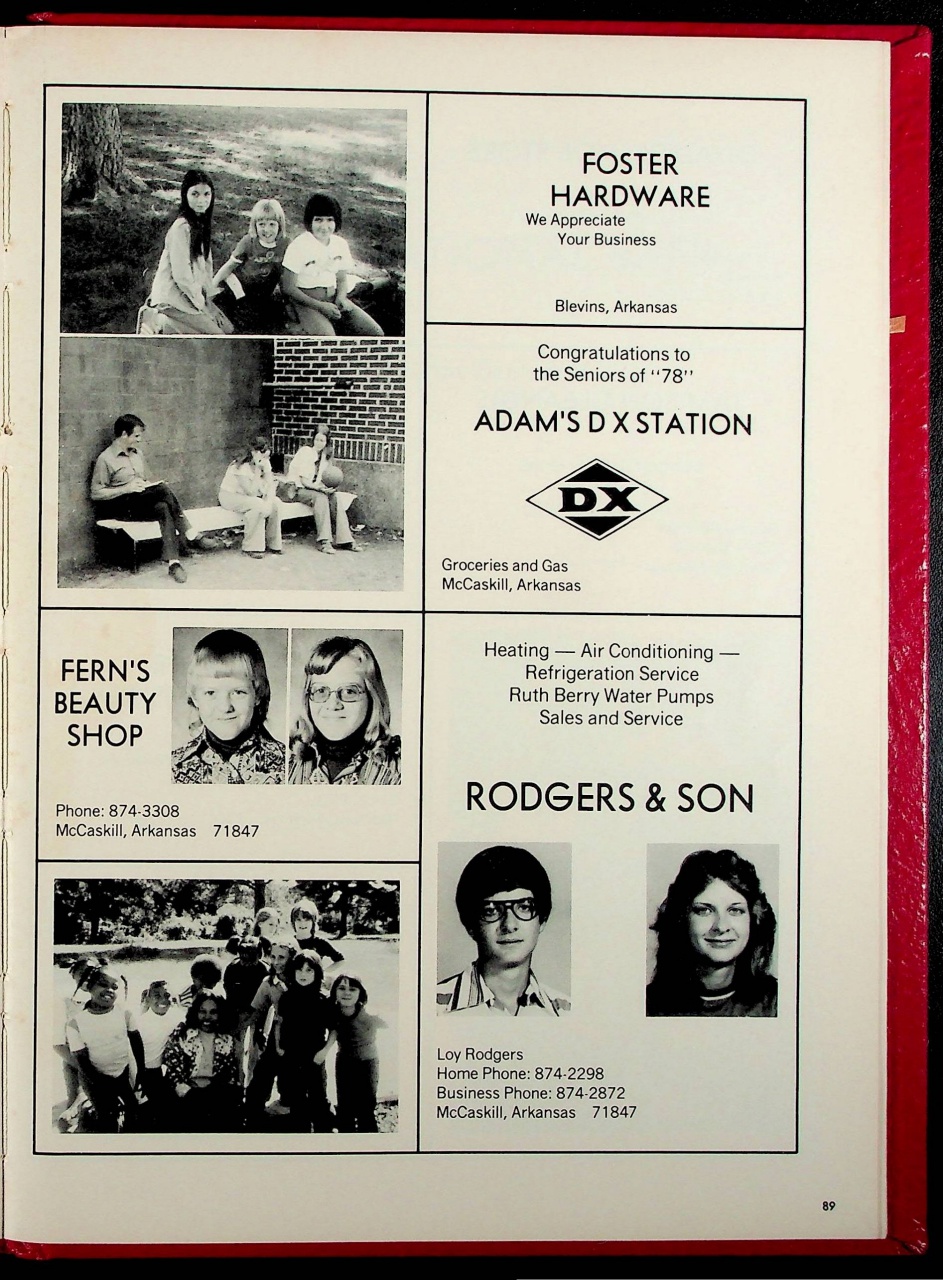 FOSTER
HARDWARE
We Appreciate
Your Business
Blevins, Arkansas
Congratulations to
the Seniors of "78"
ADAM'S D X STATION
DX
Groceries and Gas
McCaskill, Arkansas
FERN'S
BEAUTY
SHOP
Phone: 874-3308
McCaskill, Arkansas 71847
Heating — Air Conditioning —
Refrigeration Service
Ruth Berry Water Pumps
Sales and Service
RODGERS & SON
Loy Rodgers
Home Phone: 874-2298
Business Phone: 874-2872
McCaskill, Arkansas 71847
89